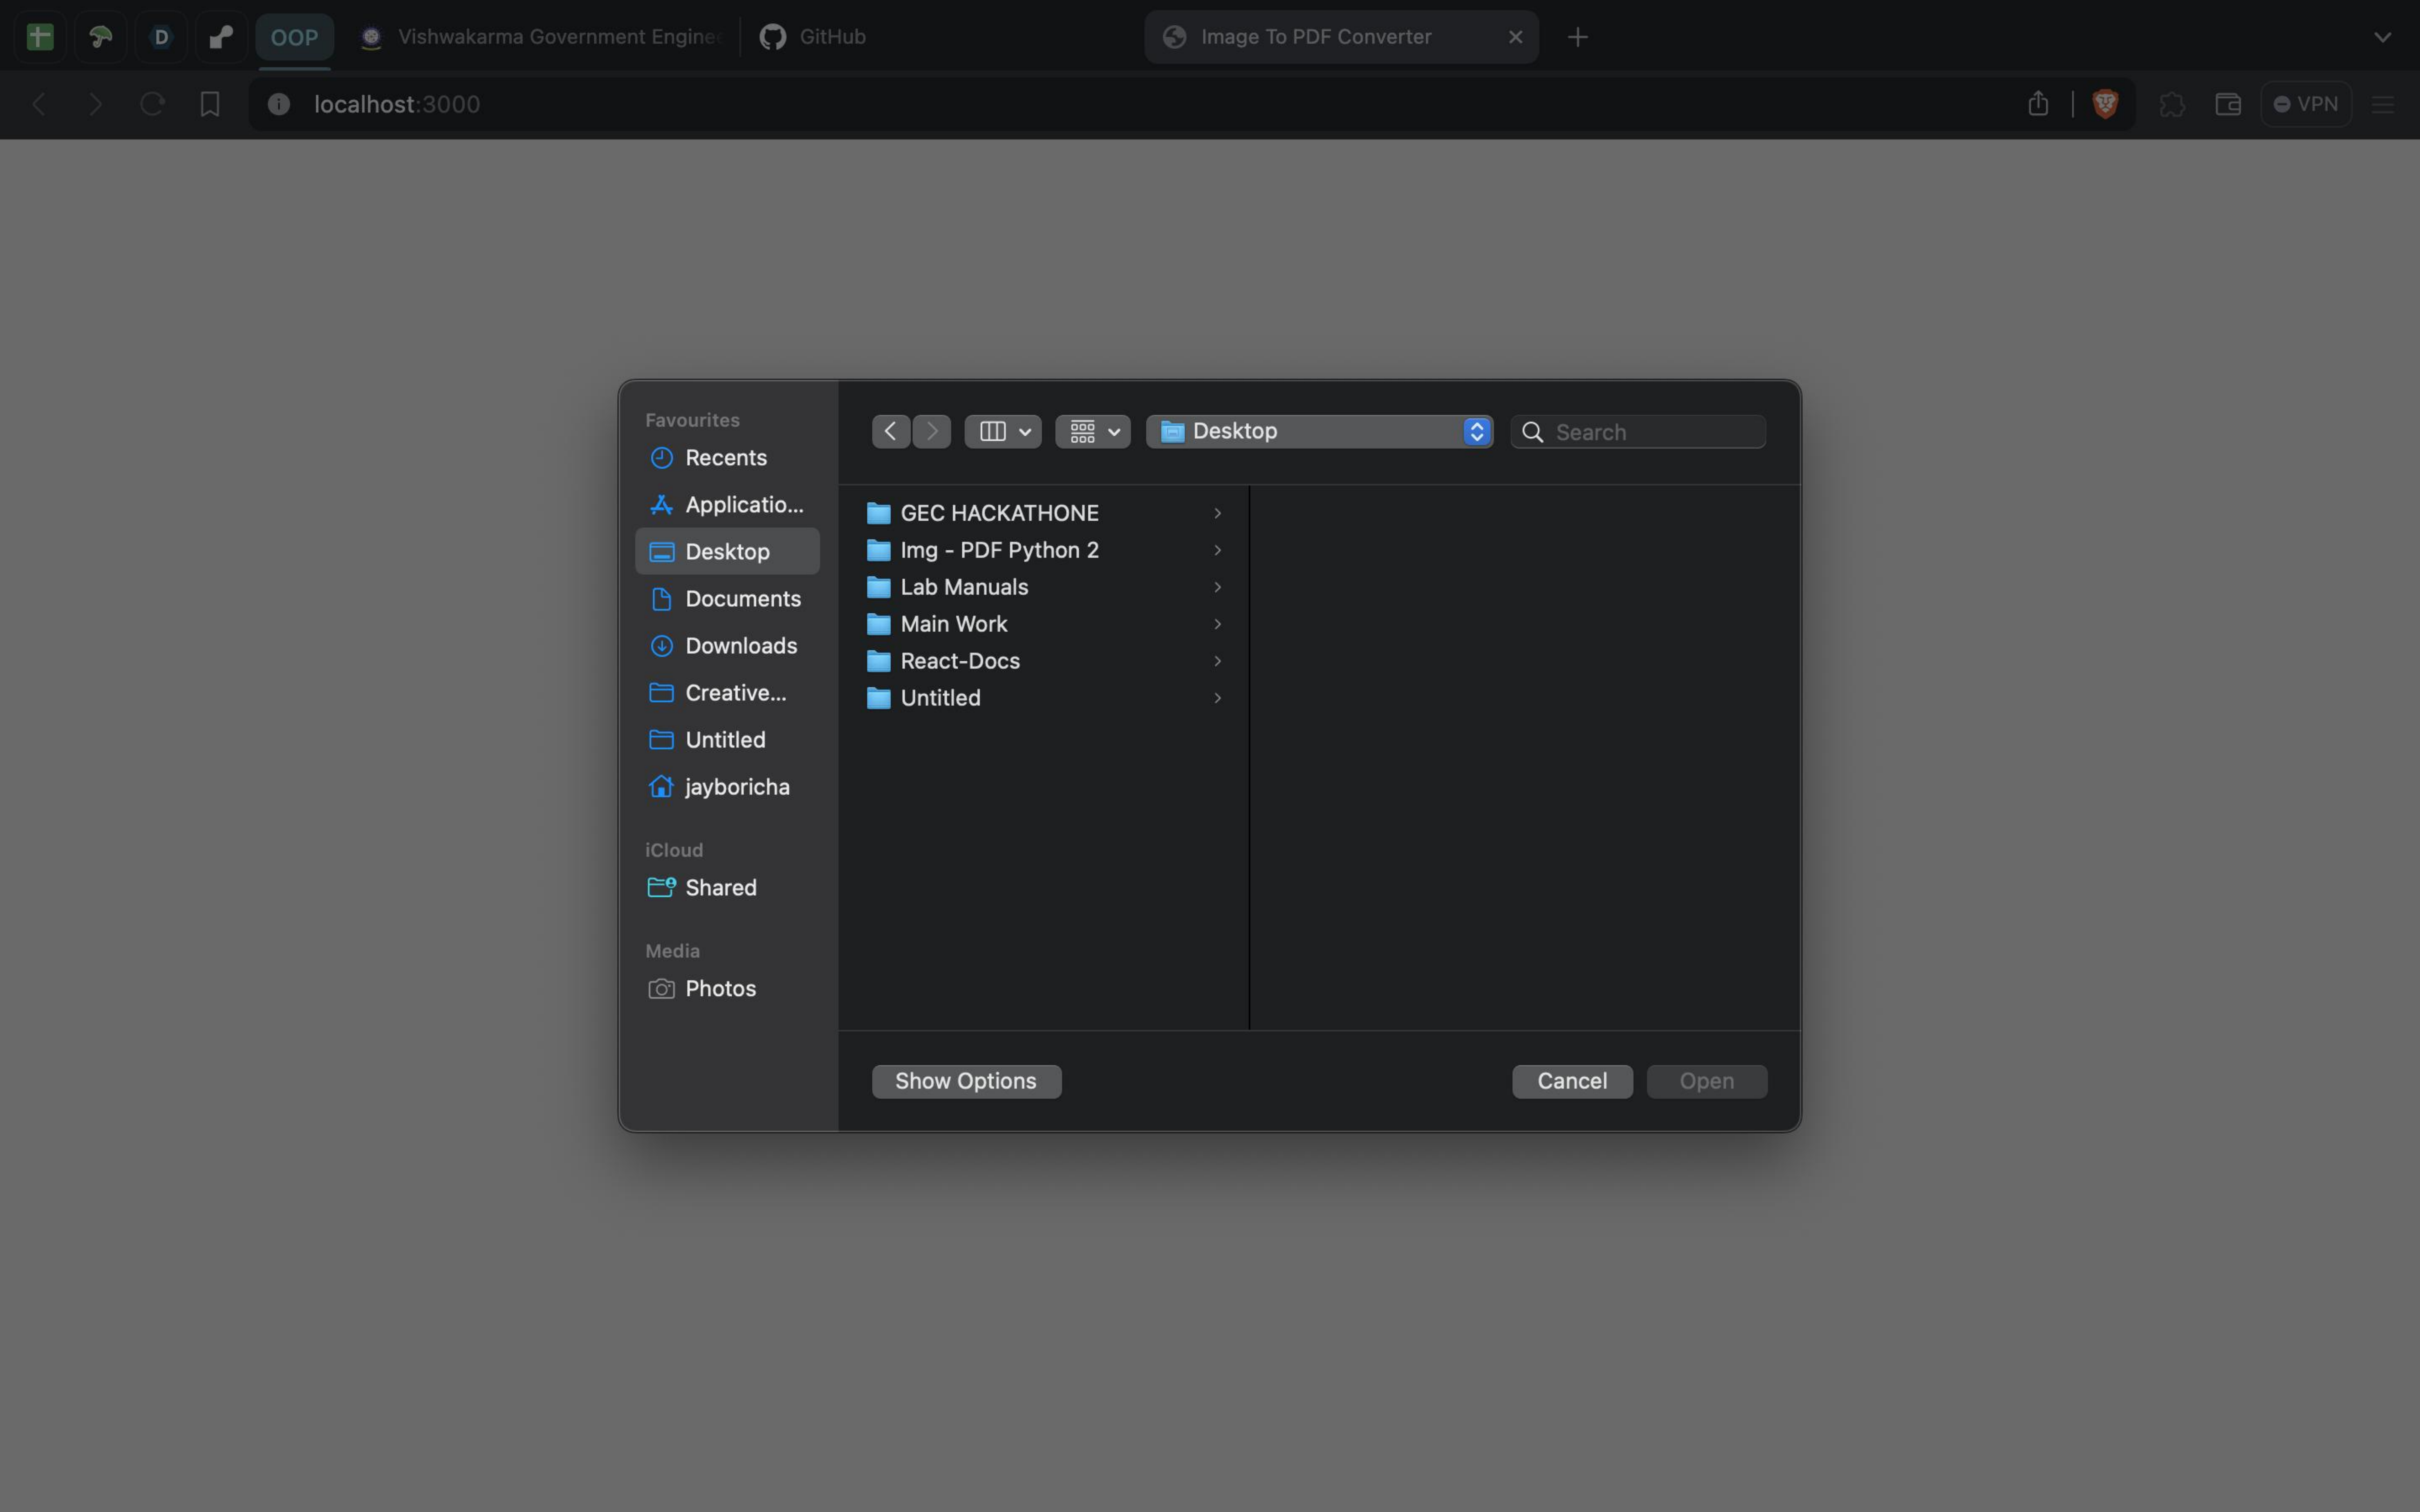 D
OOP
Vishwakarma Government Enginee
GitHub
Image To PDF Converter
localhost:3000
VPN
Favourites
Recents
Applicatio...
Desktop
Documents
Downloads
Creative...
Untitled
jayboricha
iCloud
Shared
Media
Photos
Desktop
Search
GEC HACKATHONE
Img - PDF Python 2
Lab Manuals
Main Work
React-Docs
Untitled
Show Options
Cancel
Open